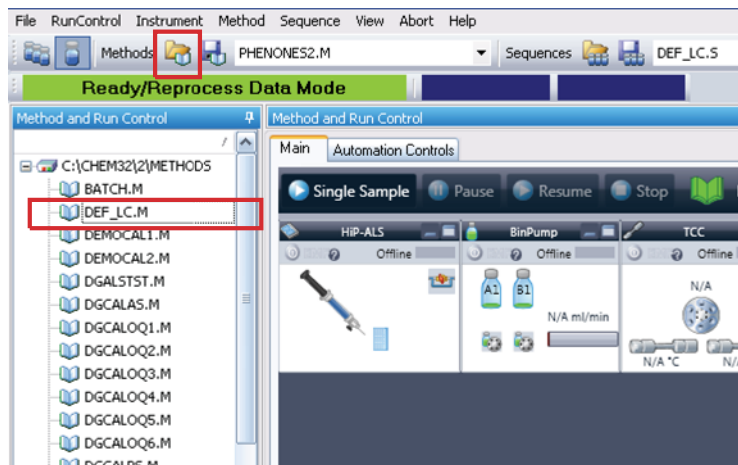 File RunControl Instrument Method Sequence View Abort Help
Methods PHENONES2.M Sequences DEF_LC.S
Ready/Reprocess Data Mode
Method and Run Control
/
C:\CHEM32\2\METHODS
BATCH.M
DEF_LC.M
DEMOCAL1.M
DEMOCAL2.M
DGALSTST.M
DGCALAS.M
DGCALOQ1.M
DGCALOQ2.M
DGCALOQ3.M
DGCALOQ4.M
DGCALOQ5.M
DGCALOQ6.M
Method and Run Control
Main Automation Controls
Single Sample Pause Resume Stop
HiP-ALS BinPump TCC
Offline Offline Offline
A1 B1 N/A
N/A ml/min
N/A °C N/